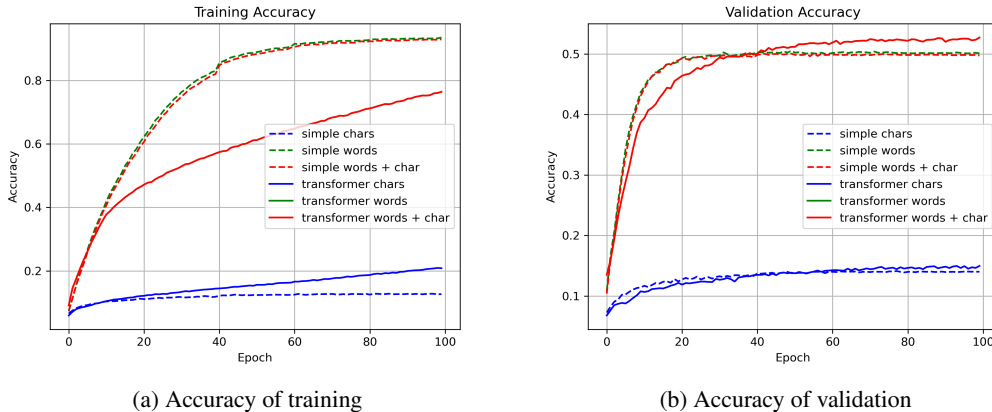 Training Accuracy
Accuracy
0.8
0.6
0.4
0.2
simple chars
simple words
simple words + char
transformer chars
transformer words
transformer words + char
0
20
40
60
80
100
Epoch
(a) Accuracy of training
Validation Accuracy
Accuracy
0.5
0.4
0.3
0.2
0.1
simple chars
simple words
simple words + char
transformer chars
transformer words
transformer words + char
0
20
40
60
80
100
Epoch
(b) Accuracy of validation